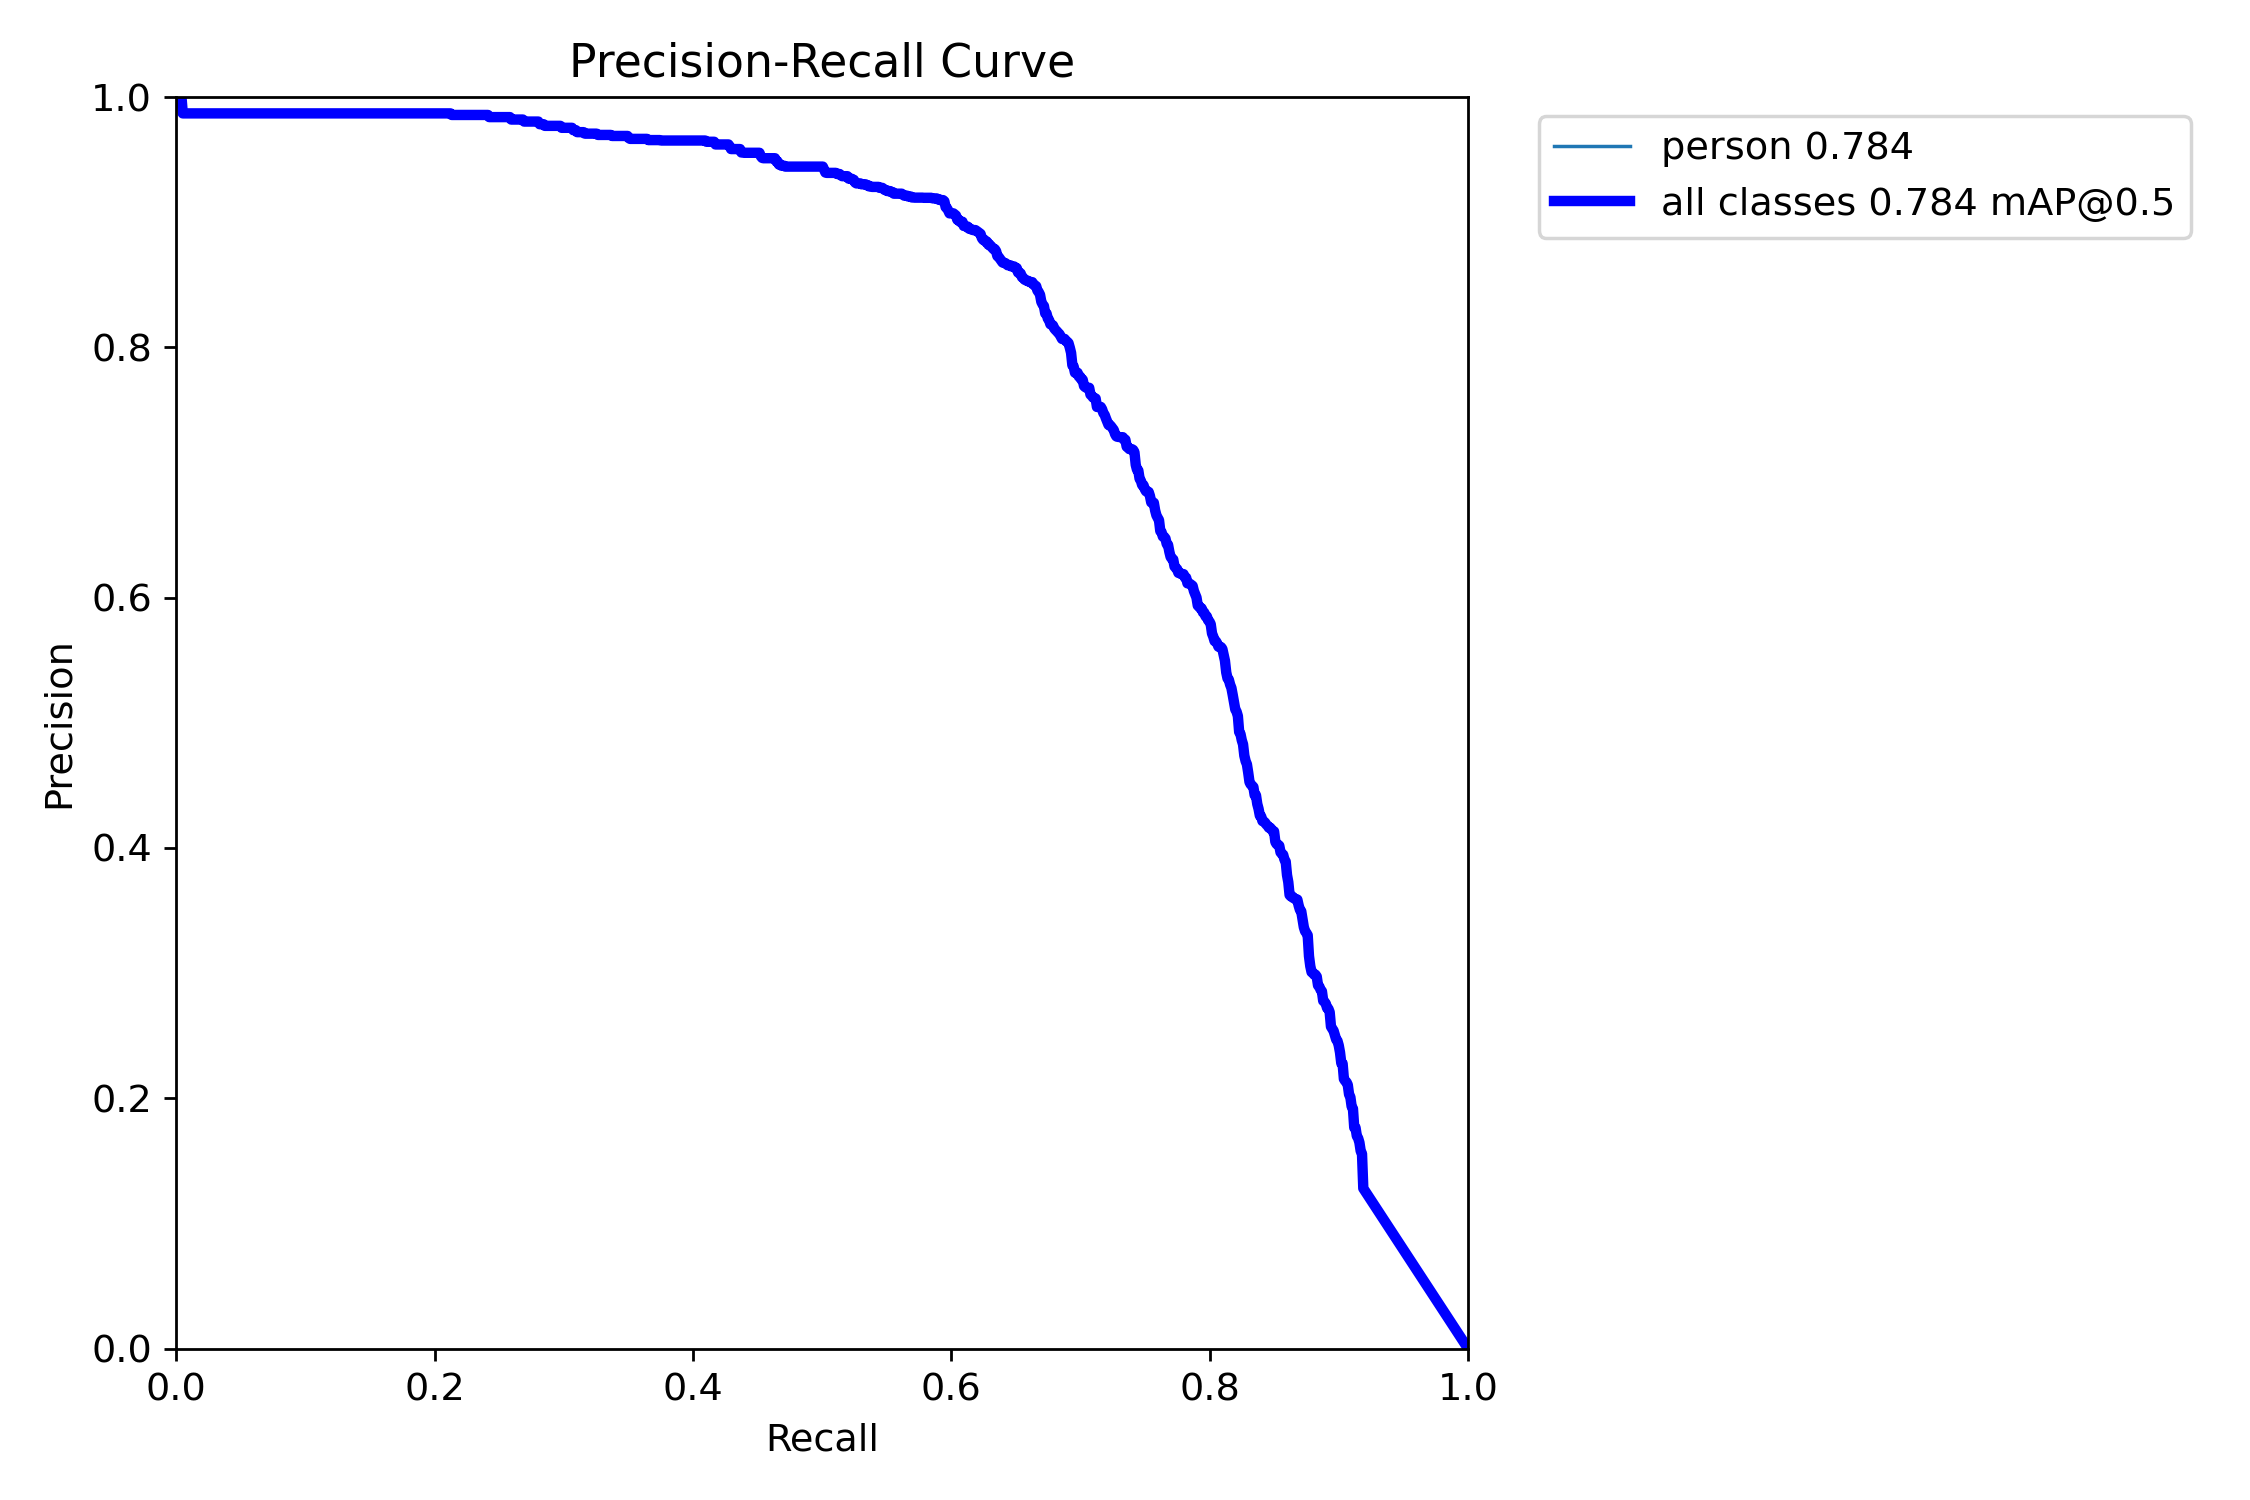 Precision-Recall Curve
person 0.784
all classes 0.784 mAP@0.5
1.0
0.8
0.6
0.4
0.2
0.0
Precision
0.0 0.2 0.4 0.6 0.8 1.0
Recall